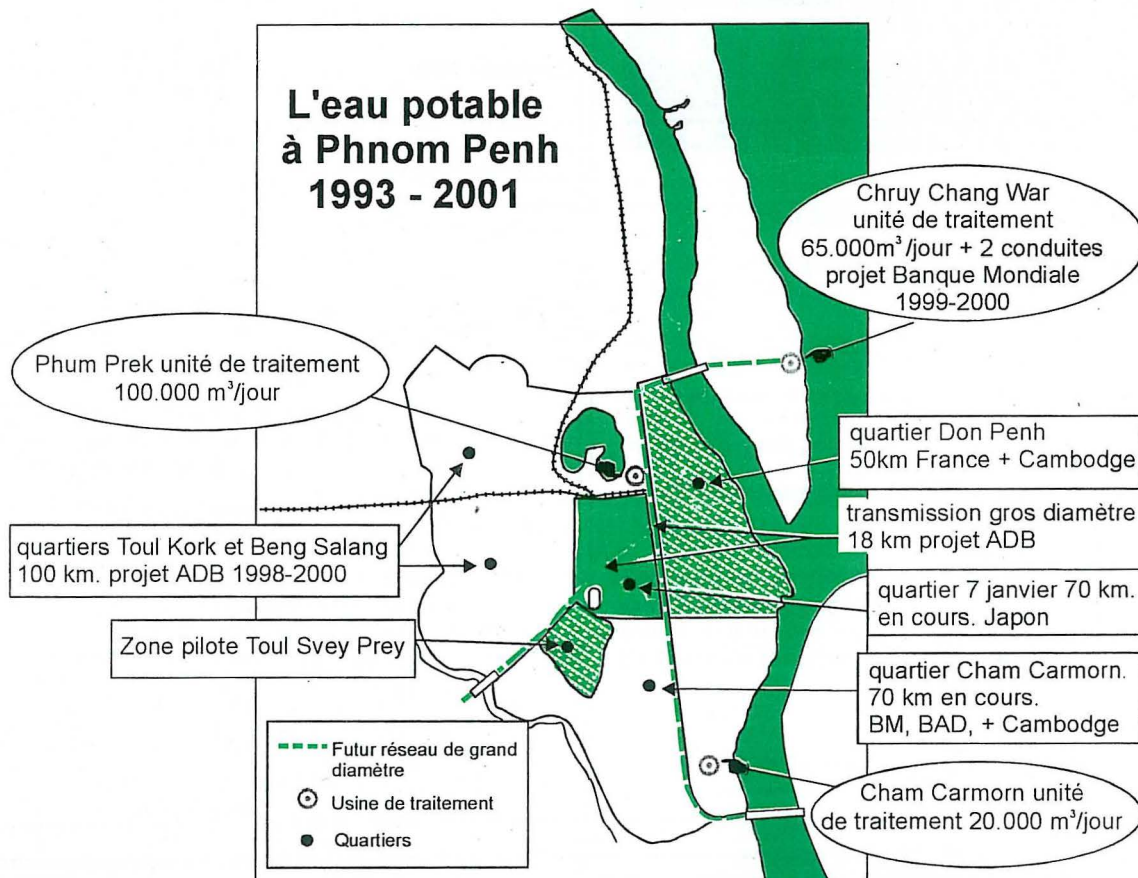 L'eau potable
à Phnom Penh
1993 - 2001
Chruy Chang War
unité de traitement
65.000m³/jour + 2 conduites
projet Banque Mondiale
1999-2000
Phum Prek unité de traitement
100.000 m³/jour
quartier Don Penh
50km France + Cambodge
transmission gros diamètre
18 km projet ADB
quartiers Toul Kork et Beng Salang
100 km. projet ADB 1998-2000
quartier 7 janvier 70 km.
en cours. Japon
Zone pilote Toul Svey Prey
quartier Cham Carmorn.
70 km en cours.
BM, BAD, + Cambodge
Futur réseau de grand
diamètre
Usine de traitement
Quartiers
Cham Carmorn unité
de traitement 20.000 m³/jour